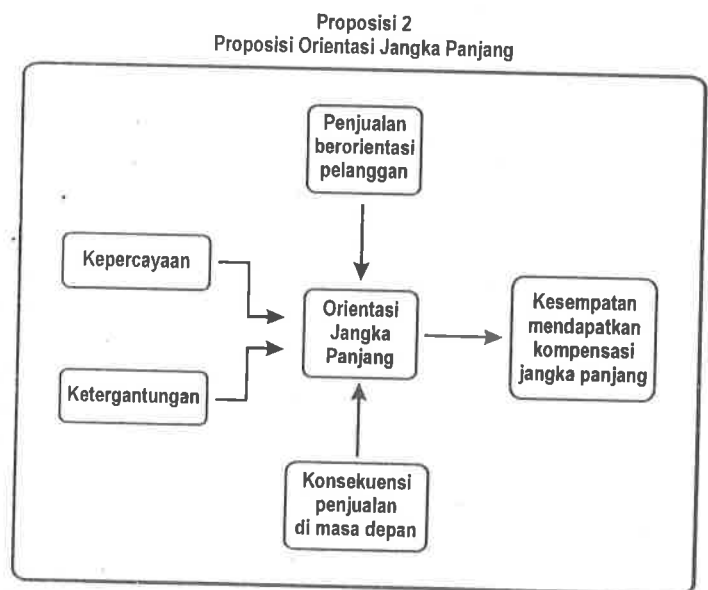 Proposisi 2
Proposisi Orientasi Jangka Panjang
Penjualan
berorientasi
pelanggan
Kepercayaan
Orientasi
Jangka
Panjang
Kesempatan
mendapatkan
kompensasi
jangka panjang
Ketergantungan
Konsekuensi
penjualan
di masa depan